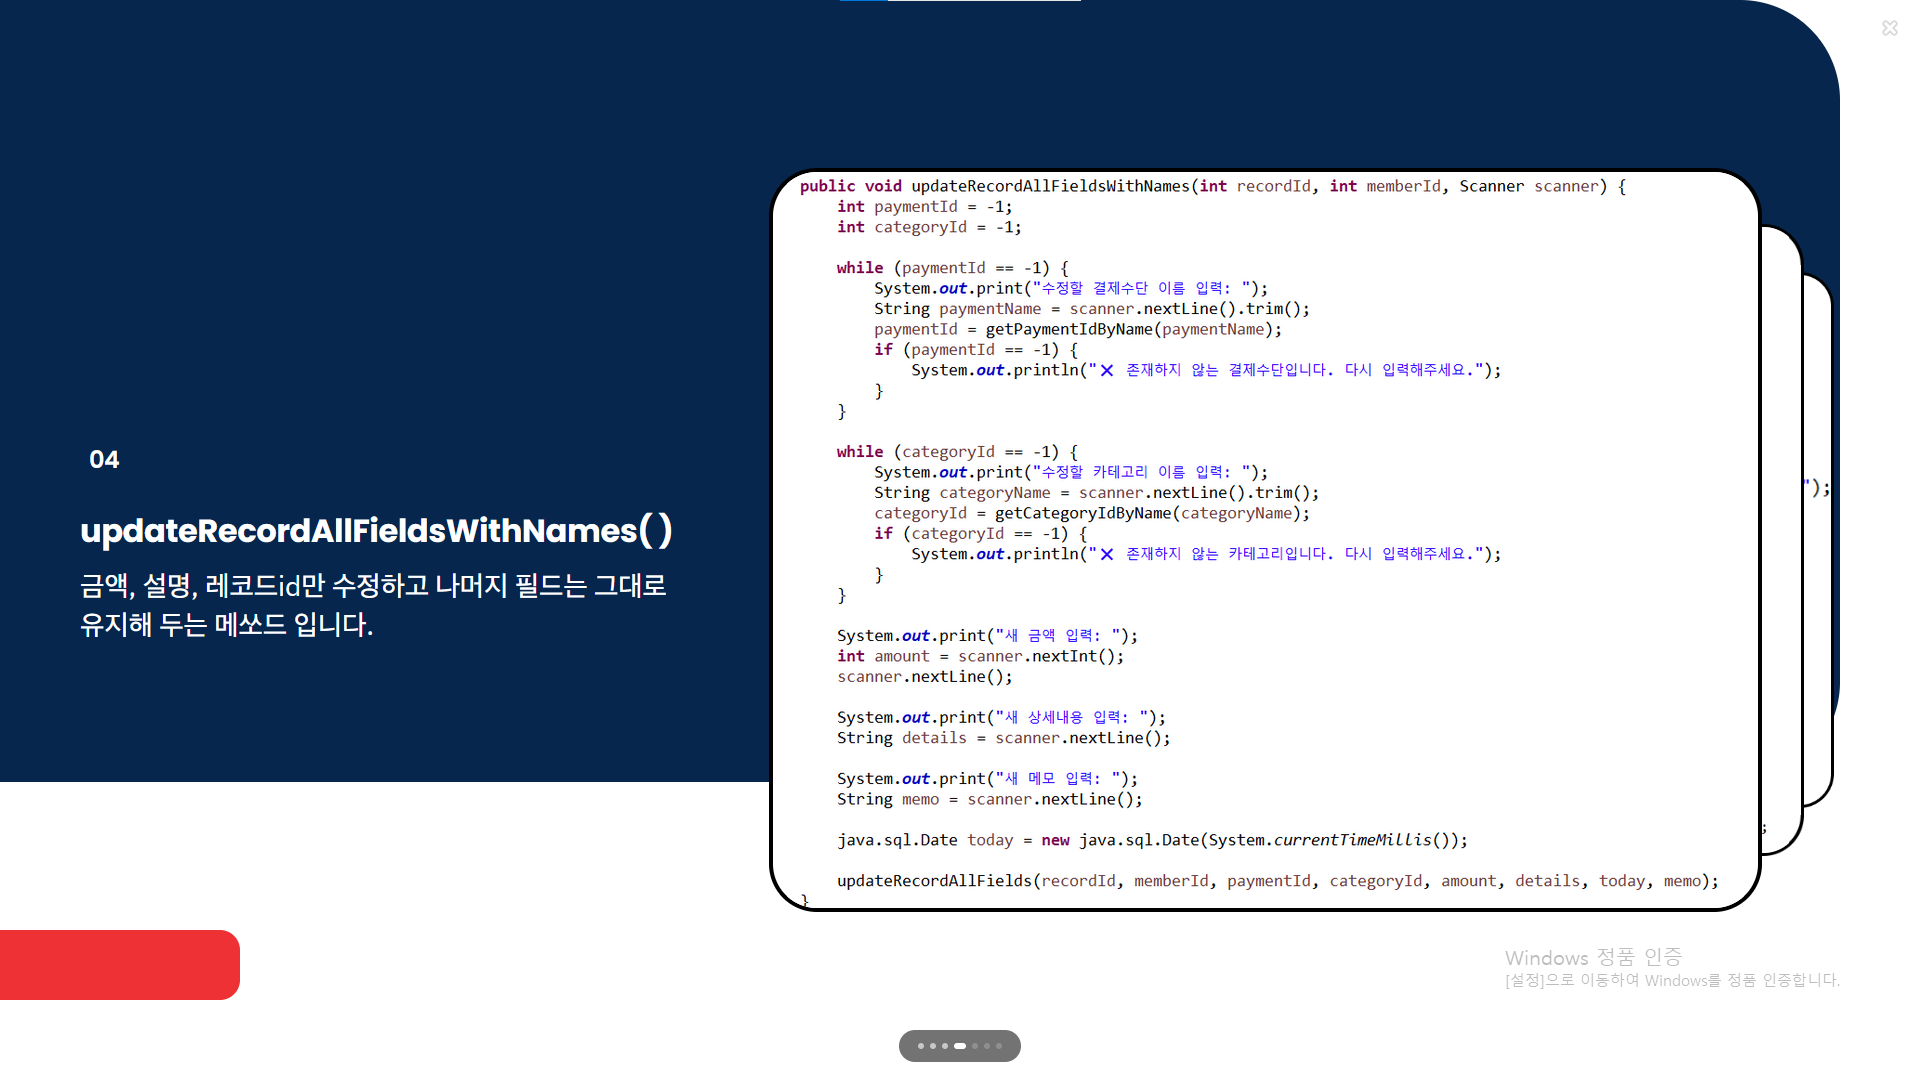 04
updateRecordAllFieldsWithNames( )
금액, 설명, 레코드id만 수정하고 나머지 필드는 그대로
유지해 두는 메쏘드 입니다.
public void updateRecordAllFieldsWithNames(int recordId, int memberId, Scanner scanner) {
int paymentId = -1;
int categoryId = -1;
while (paymentId == -1) {
System.out.print("수정할 결제수단 이름 입력: ");
String paymentName = scanner.nextLine().trim();
paymentId = getPaymentIdByName(paymentName);
if (paymentId == -1) {
System.out.println("❌ 존재하지 않는 결제수단입니다. 다시 입력해주세요.");
}
}
while (categoryId == -1) {
System.out.print("수정할 카테고리 이름 입력: ");
String categoryName = scanner.nextLine().trim();
categoryId = getCategoryIdByName(categoryName);
if (categoryId == -1) {
System.out.println("❌ 존재하지 않는 카테고리입니다. 다시 입력해주세요.");
}
}
System.out.print("새 금액 입력: ");
int amount = scanner.nextInt();
scanner.nextLine();
System.out.print("새 상세내용 입력: ");
String details = scanner.nextLine();
System.out.print("새 메모 입력: ");
String memo = scanner.nextLine();
java.sql.Date today = new java.sql.Date(System.currentTimeMillis());
updateRecordAllFields(recordId, memberId, paymentId, categoryId, amount, details, today, memo);
}
");
;
Windows 정품 인증
[설정]으로 이동하여 Windows를 정품 인증합니다.